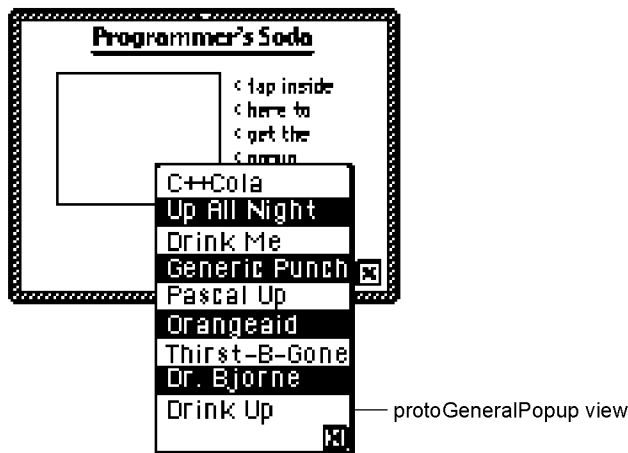 Programmer's Soda
< tap inside
< here to
< get the
< popup
C++Cola
Up All Night
Drink Me
Generic Punch
Pascal Up
Orangeaid
Thirst-B-Gone
Dr. Bjorne
Drink Up
protoGeneralPopup view